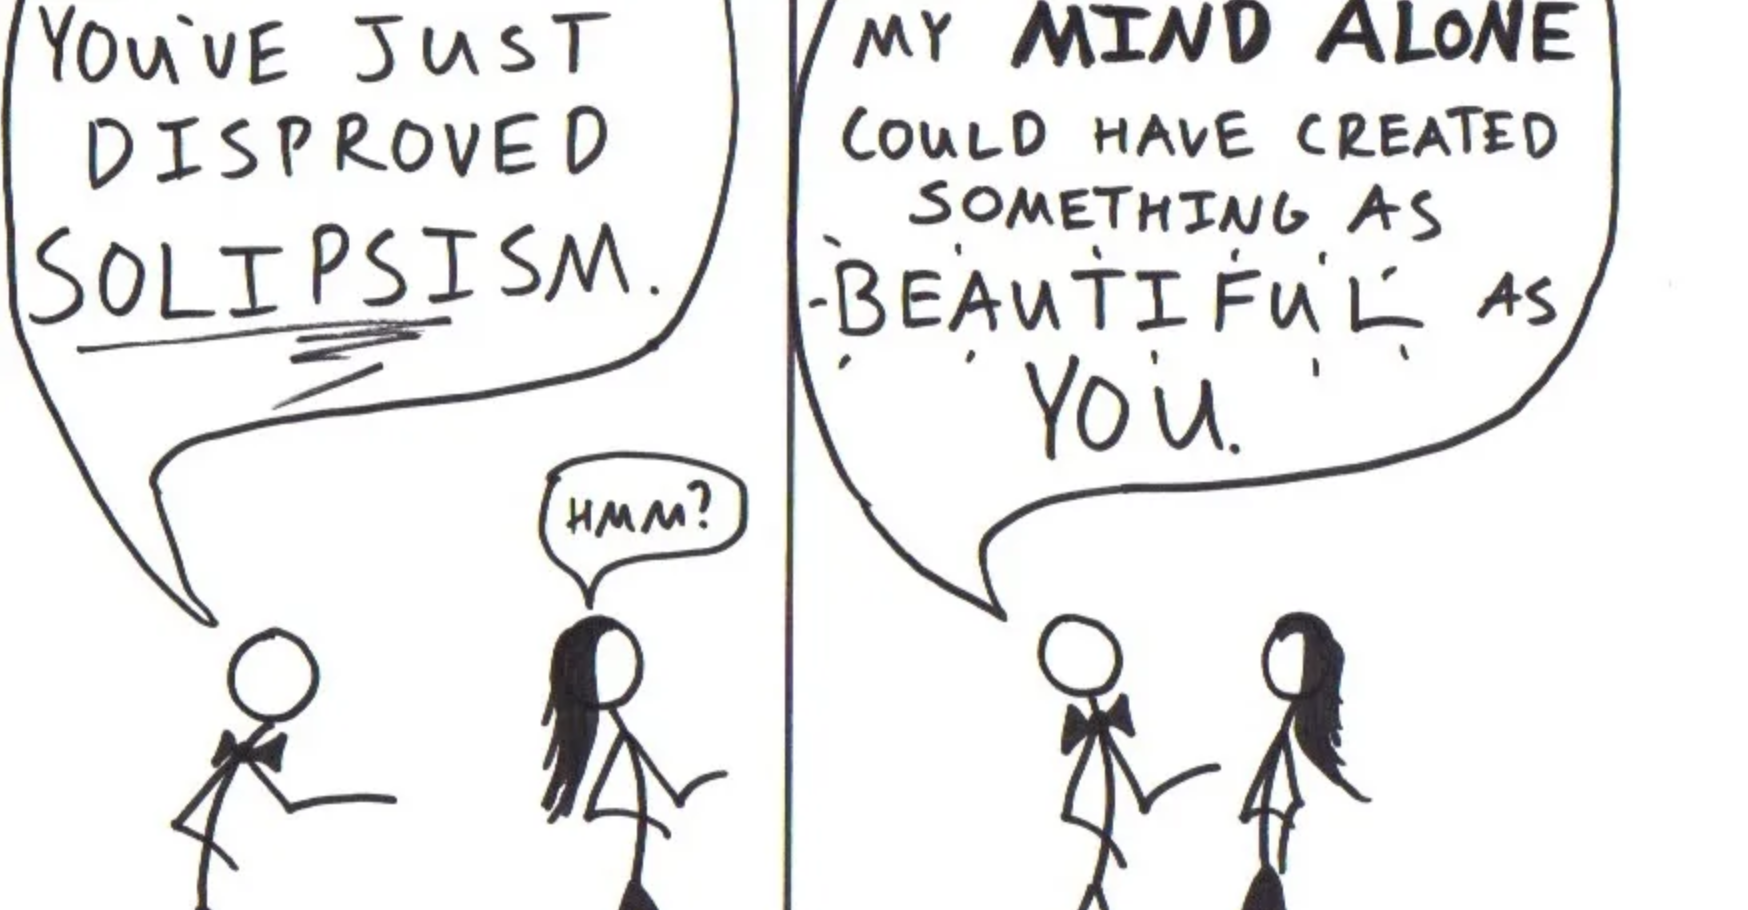 YOU'VE JUST
DISPROVED
SOLIPSISM.
HMM?
MY MIND ALONE
COULD HAVE CREATED
SOMETHING AS
BEAUTIFUL AS
YOU.